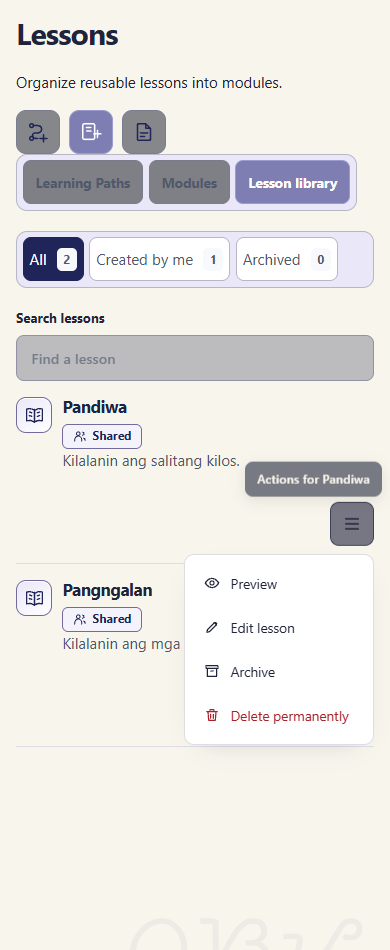 Lessons
Organize reusable lessons into modules.
Learning Paths Modules Lesson library
All 2 Created by me 1 Archived 0
Search lessons
Find a lesson
Pandiwa
Shared
Kilalanin ang salitang kilos.
Actions for Pandiwa
Pangngalan
Shared
Kilalanin ang mga
Preview
Edit lesson
Archive
Delete permanently